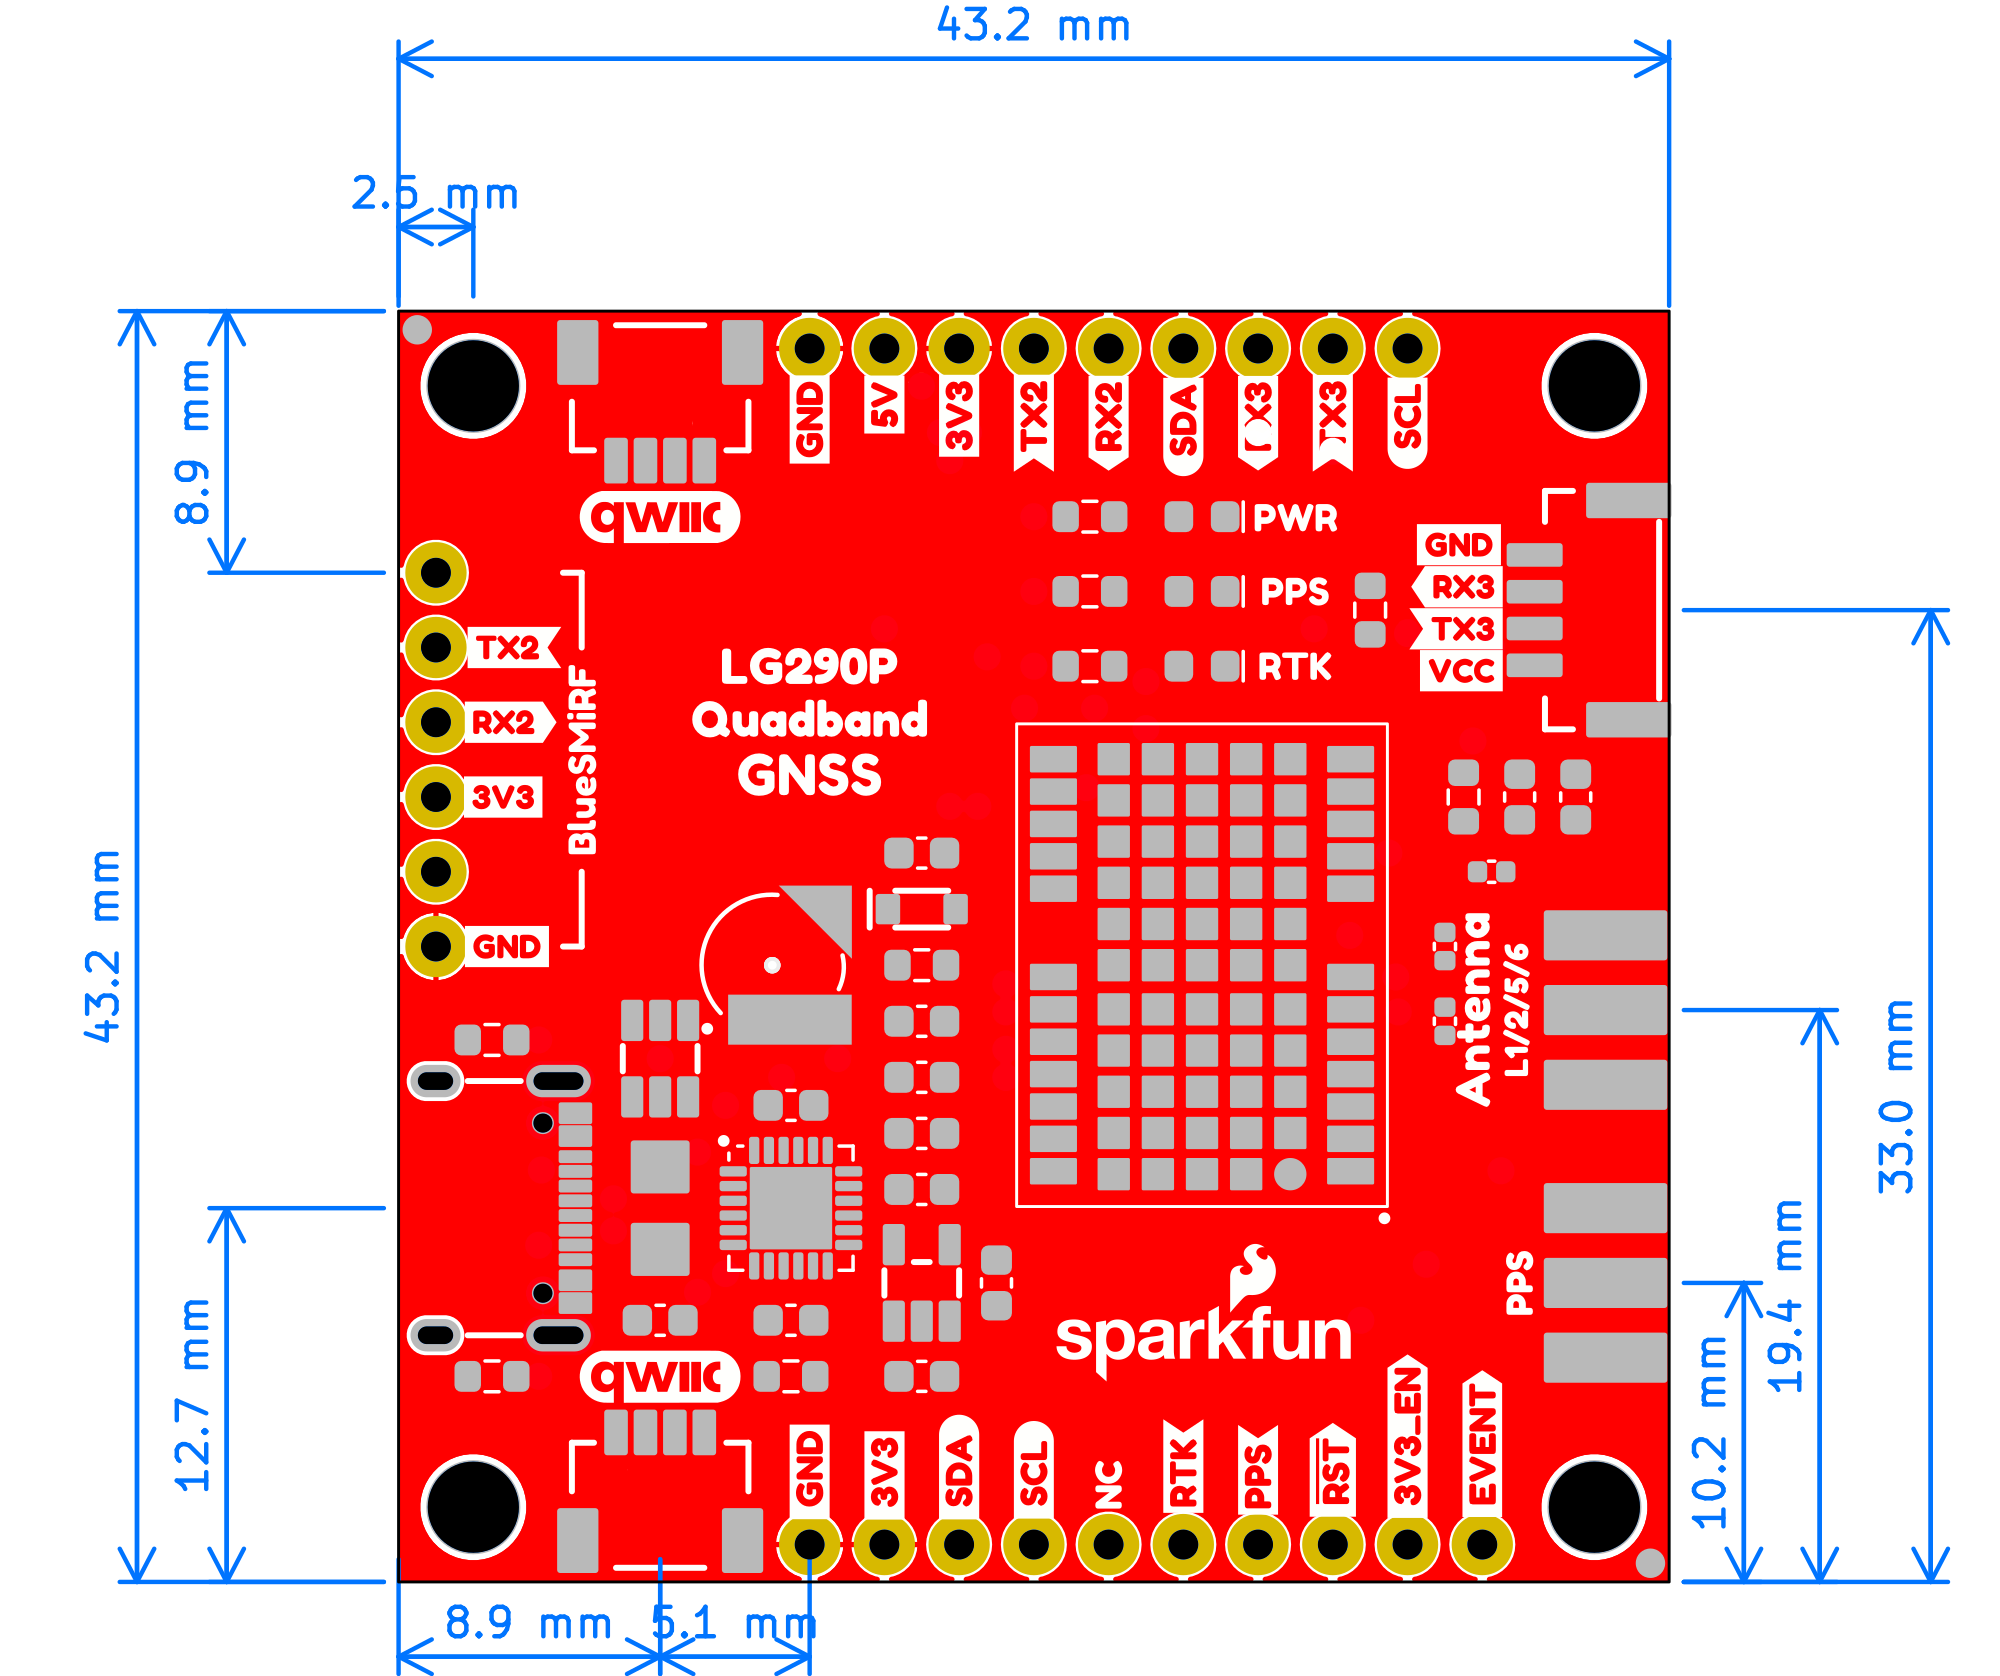 43.2 mm
2.5 mm
8.9 mm
43.2 mm
12.7 mm
8.9 mm
5.1 mm
33.0 mm
19.4 mm
10.2 mm
GND
5V
3V3
TX2
RX2
SDA
X3
TX3
SCL
qwiic
PWR
PPS
RTK
GND
RX3
TX3
VCC
TX2
RX2
3V3
GND
BlueSMiRF
LG290P
Quadband
GNSS
Antenna
L1/2/5/6
PPS
sparkfun
qwiic
GND
3V3
SDA
SCL
NC
RTK
PPS
RST
3V3_EN
EVENT